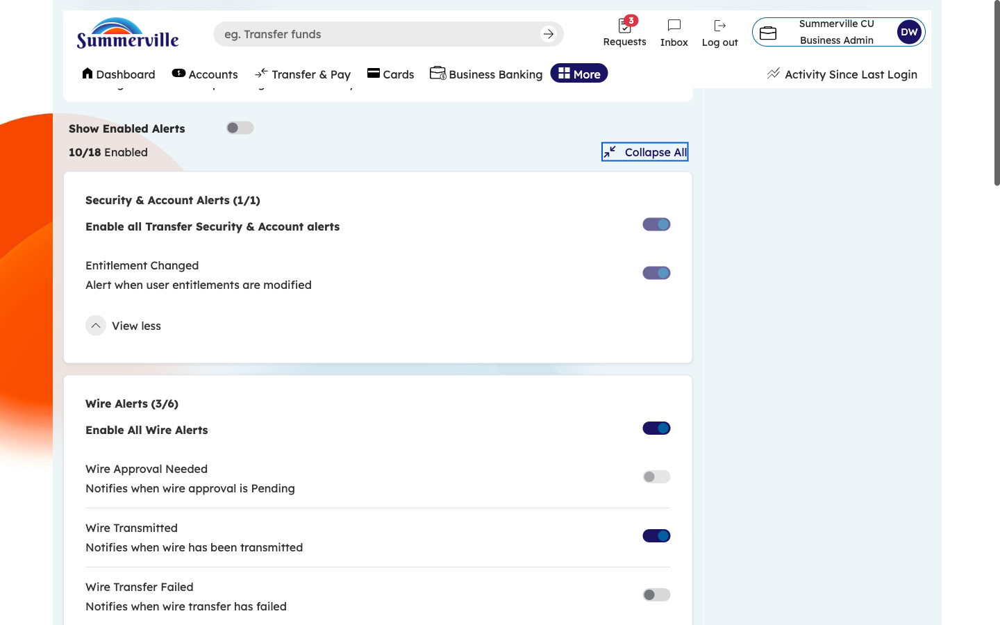 Summerville
eg. Transfer funds
3
Requests
Inbox
Log out
Summerville CU
Business Admin
DW
Dashboard
Accounts
Transfer & Pay
Cards
Business Banking
More
Activity Since Last Login
Show Enabled Alerts
10/18 Enabled
Collapse All
Security & Account Alerts (1/1)
Enable all Transfer Security & Account alerts
Entitlement Changed
Alert when user entitlements are modified
View less
Wire Alerts (3/6)
Enable All Wire Alerts
Wire Approval Needed
Notifies when wire approval is Pending
Wire Transmitted
Notifies when wire has been transmitted
Wire Transfer Failed
Notifies when wire transfer has failed